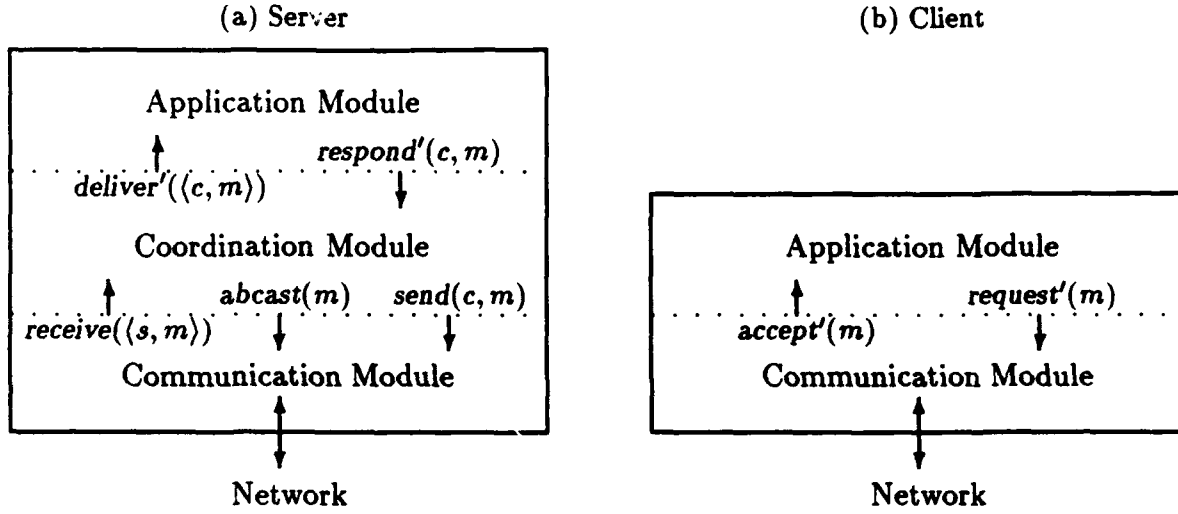 (a) Server
Application Module
respond′(c, m)
deliver′(⟨c, m⟩)
Coordination Module
abcast(m)
send(c, m)
receive(⟨s, m⟩)
Communication Module
Network
(b) Client
Application Module
request′(m)
accept′(m)
Communication Module
Network